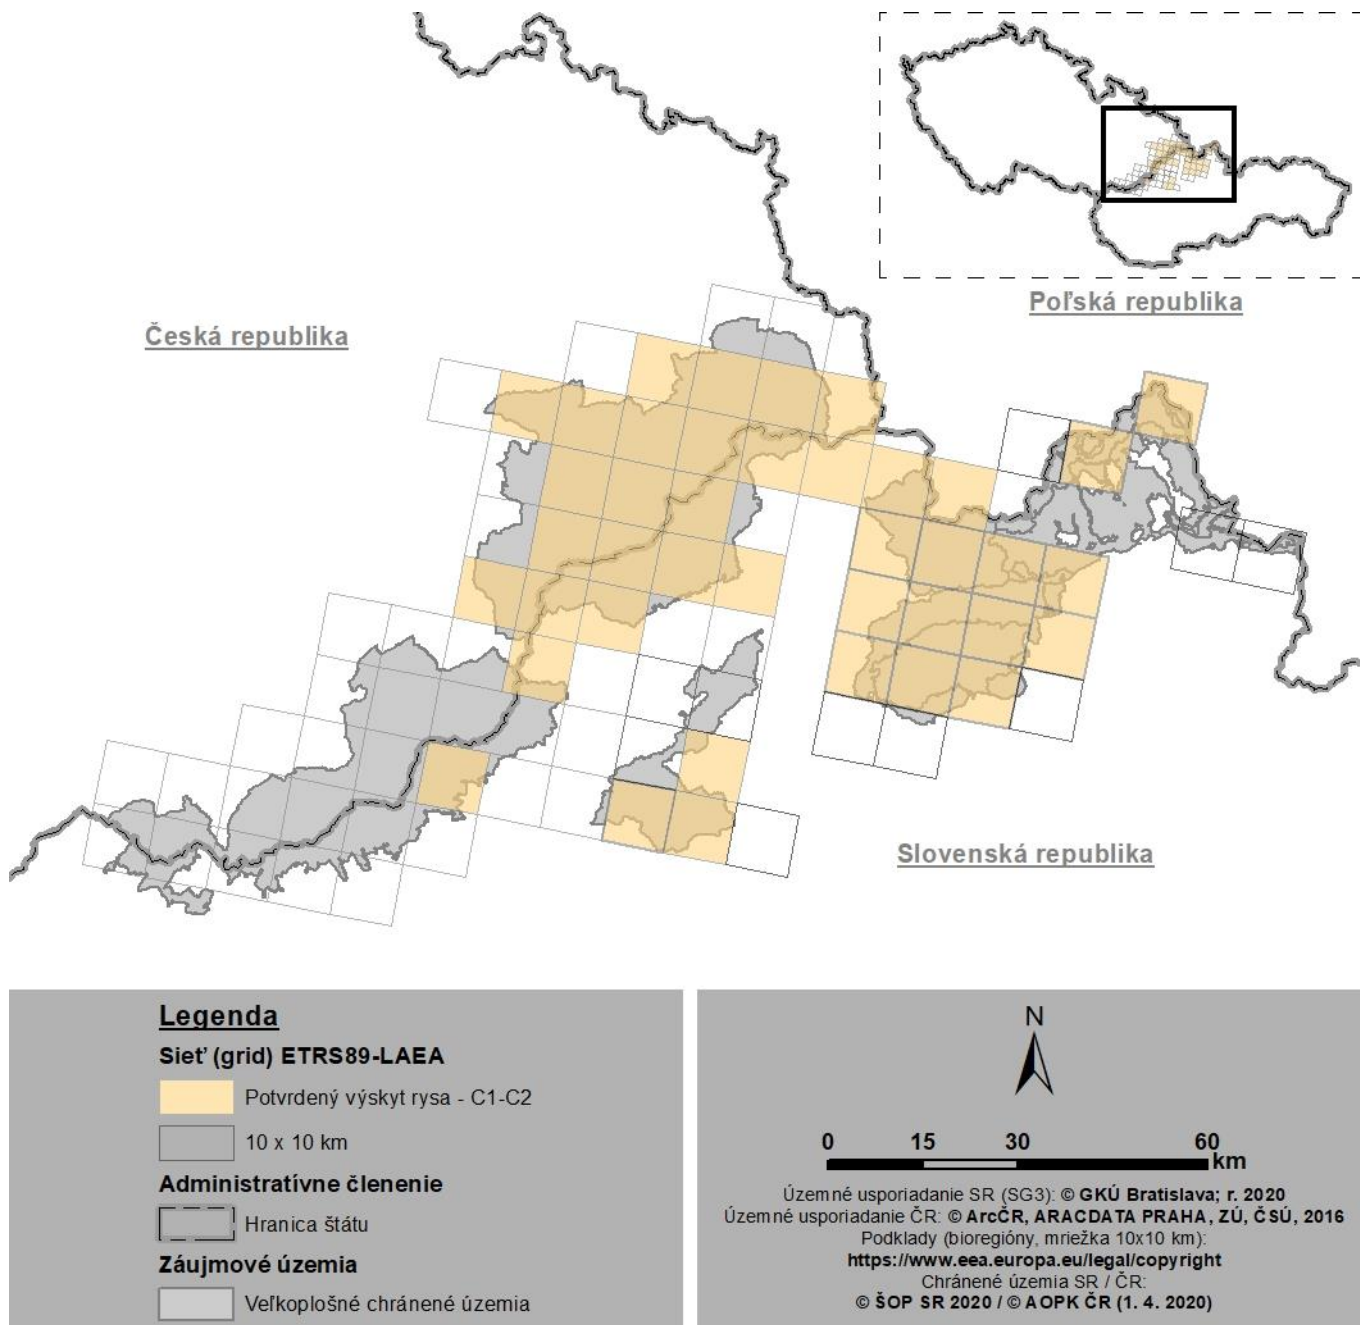 Česká republika
Poľská republika
Slovenská republika
Legenda
Sieť (grid) ETRS89-LAEA
Potvrdený výskyt rysa - C1-C2
10 x 10 km
Administratívne členenie
Hranica štátu
Záujmové územia
Veľkoplošné chránené územia
N
0 15 30 60
km
Územné usporiadanie SR (SG3): © GKÚ Bratislava; r. 2020
Územné usporiadanie ČR: © ArcČR, ARACDATA PRAHA, ZÚ, ČSÚ, 2016
Podklady (bioregióny, mriežka 10x10 km):
https://www.eea.europa.eu/legal/copyright
Chránené územia SR / ČR:
© ŠOP SR 2020 / © AOPK ČR (1. 4. 2020)